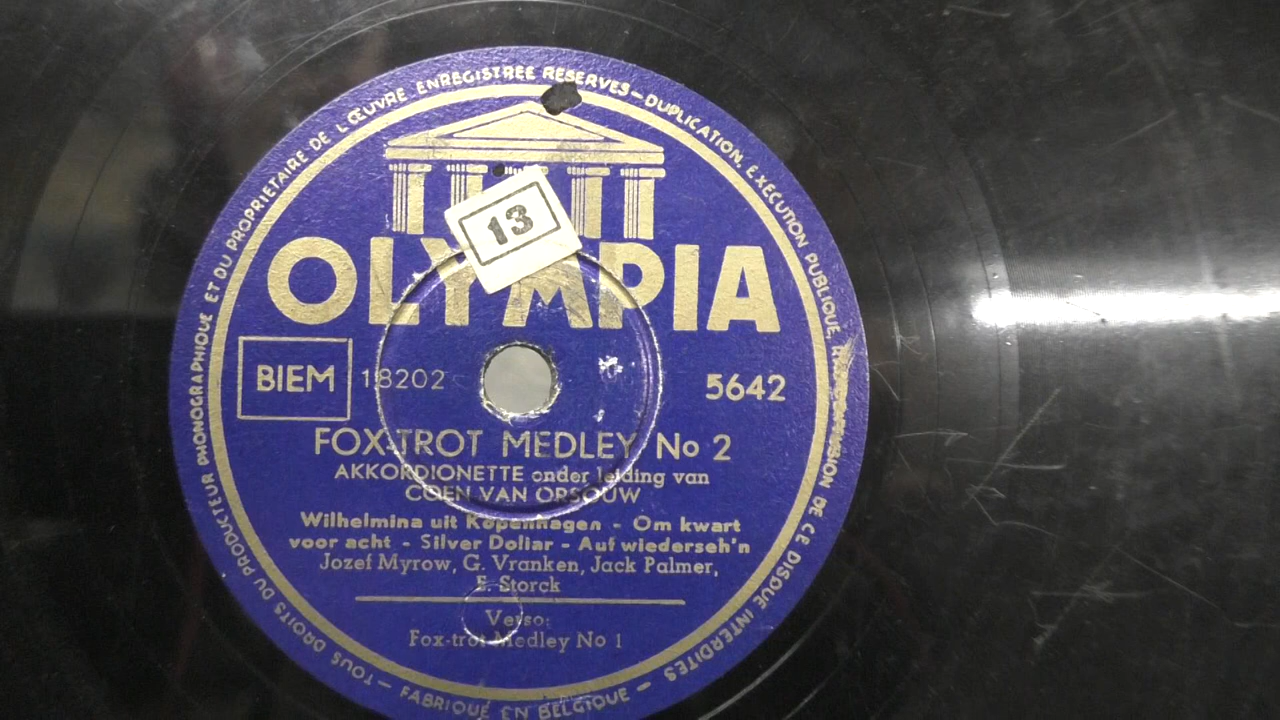 TOUS DROITS DU PRODUCTEUR PHONOGRAPHIQUE ET DU PROPRIETAIRE DE L'ŒUVRE ENREGISTREE RESERVES - DUPLICATION, EXECUTION PUBLIQUE, RADIODIFFUSION DE CE DISQUE INTERDITES - FABRIQUÉ EN BELGIQUE -
13
OLYMPIA
BIEM 18202 5642
FOX-TROT MEDLEY No 2
AKKORDIONETTE onder leiding van
COEN VAN ORSOUW
Wilhelmina uit Kopenhagen - Om kwart
voor acht - Silver Dollar - Auf wiederseh'n
Jozef Myrow, G. Vranken, Jack Palmer,
E. Storck
Verso:
Fox-trot Medley No 1